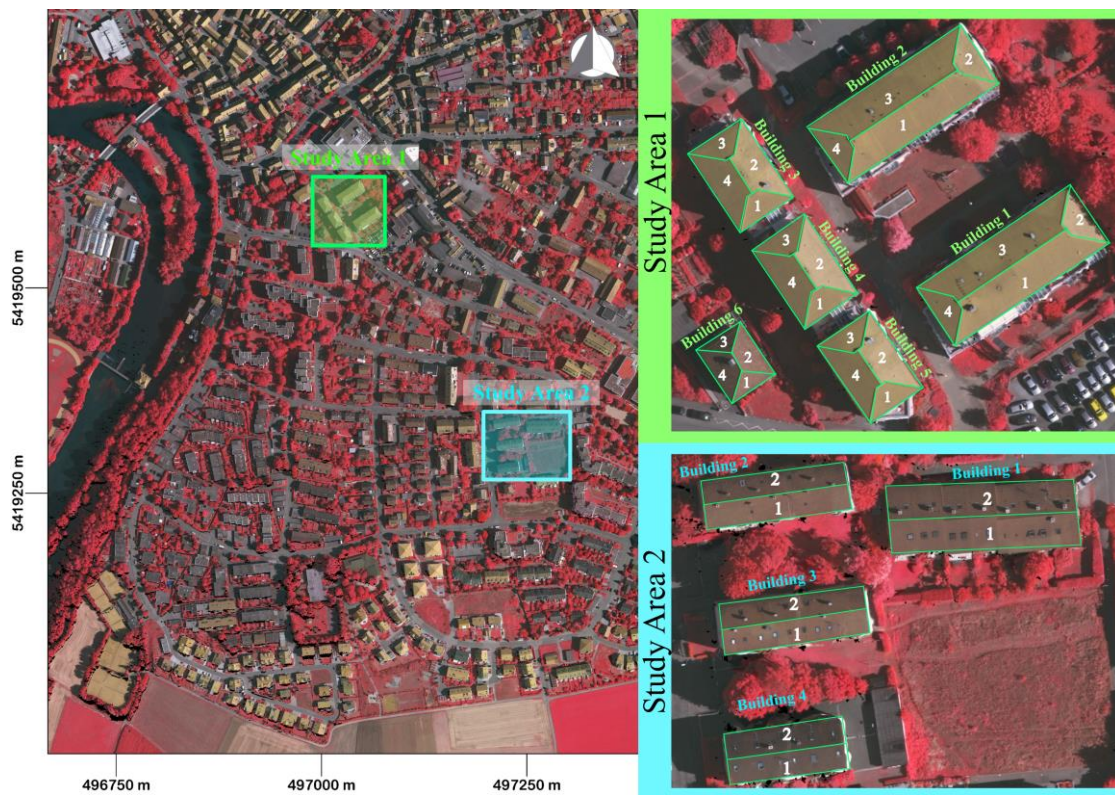 Study Area 1
Study Area 2
5419500
5419250
496750 m
497000 m
497250 m
Study Area 1
Building 2
2
3
1
4
Building 3
3
2
4
1
Building 1
2
3
1
4
Building 4
3
2
4
1
Building 5
3
2
4
1
Building 6
3
2
4
1
Study Area 2
Building 2
2
1
Building 1
2
1
Building 3
2
1
Building 4
2
1